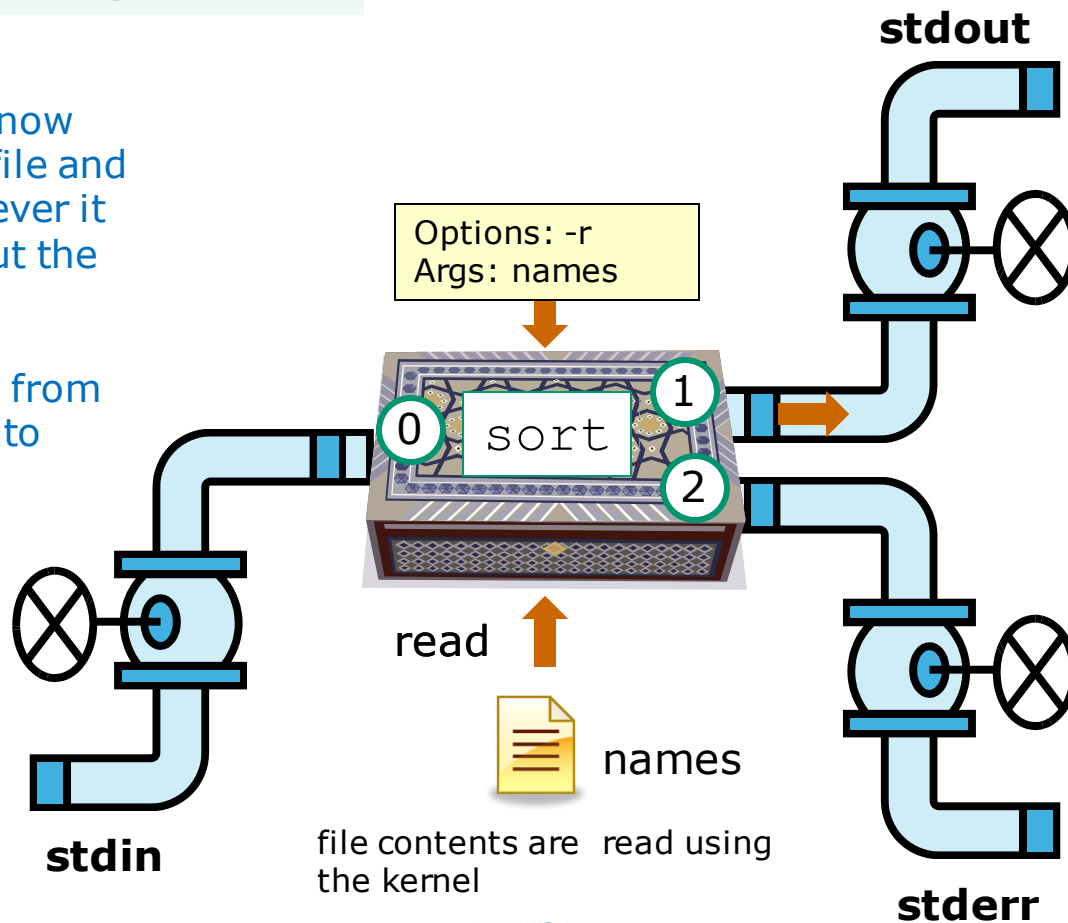 stdout
now
file and
ever it
ut the
from
to
Options: -r
Args: names
0
1
sort
2
read
names
stdin
file contents are read using
the kernel
stderr